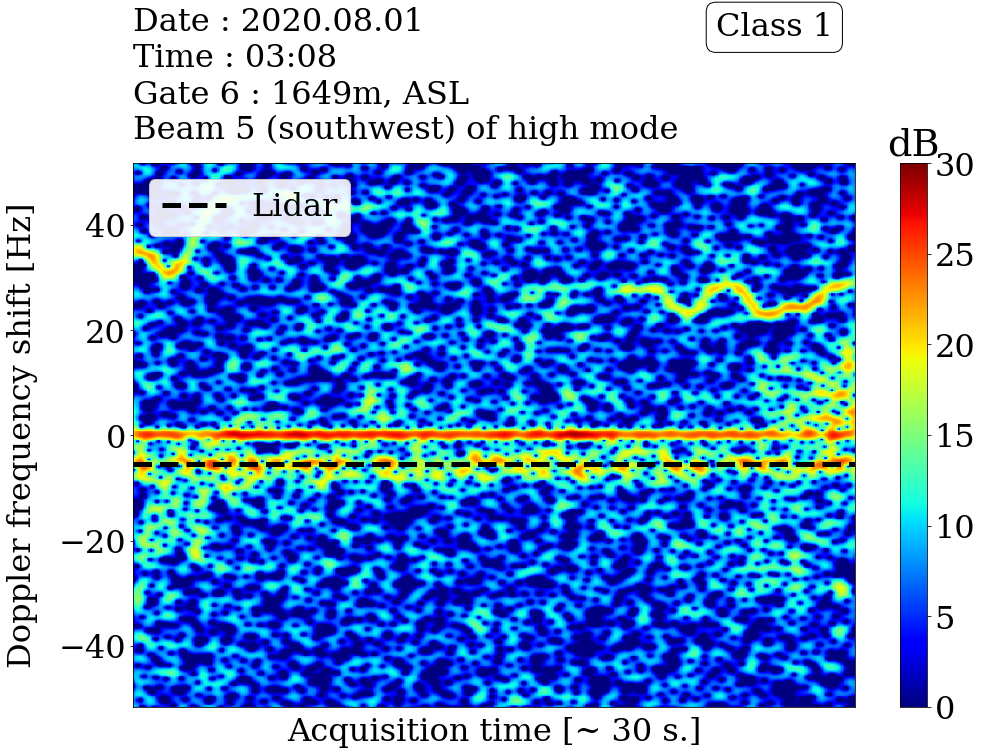 Date : 2020.08.01
Time : 03:08
Gate 6 : 1649m, ASL
Beam 5 (southwest) of high mode
Class 1
dB
Lidar
Doppler frequency shift [Hz]
40
20
0
−20
−40
Acquisition time [~ 30 s.]
30
25
20
15
10
5
0